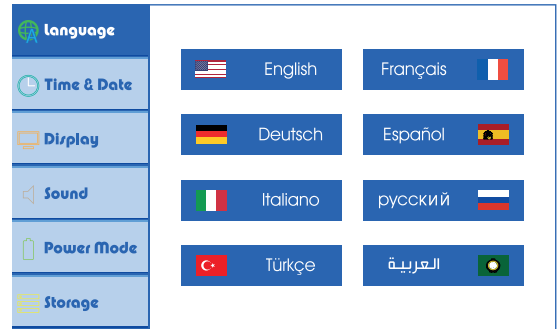 Language
Time & Date
Display
Sound
Power Mode
Storage
English
Français
Deutsch
Español
Italiano
русский
Türkçe
العربية